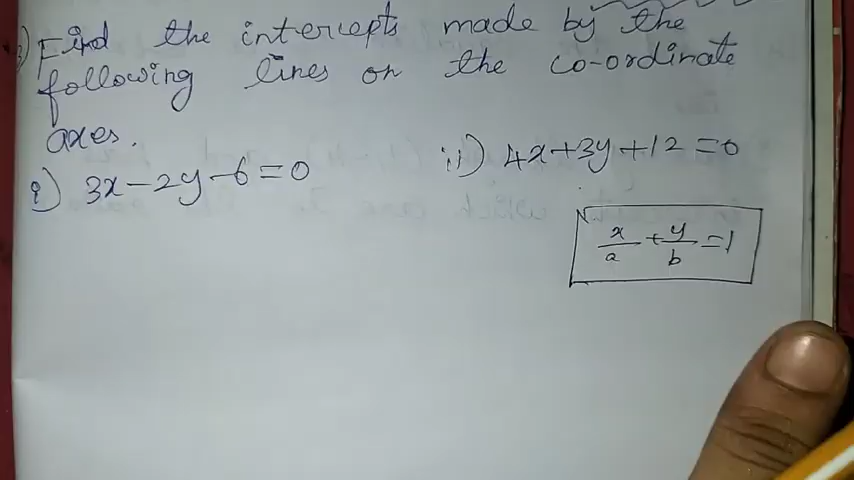 Find the intercepts made by the
following lines on the co-ordinate
axes.
i) 3x-2y-6=0 ii) 4x+3y+12=0
x/a + y/b = 1